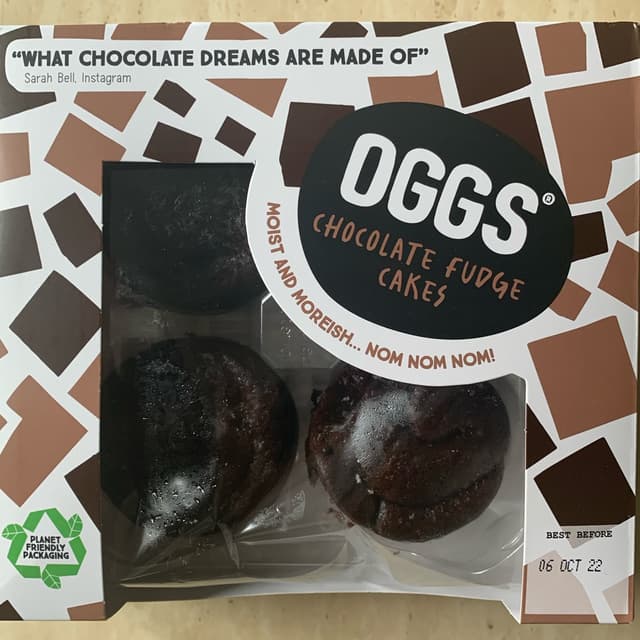 “WHAT CHOCOLATE DREAMS ARE MADE OF”
Sarah Bell, Instagram
OGGS®
CHOCOLATE FUDGE
CAKES
MOIST AND MOREISH... NOM NOM NOM!
PLANET
FRIENDLY
PACKAGING
BEST BEFORE
06 OCT 22